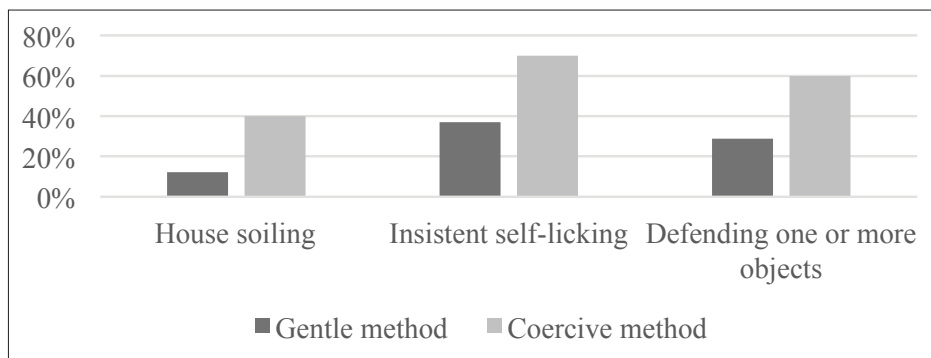 80%
60%
40%
20%
0%
House soiling
Insistent self-licking
Defending one or more
objects
Gentle method
Coercive method